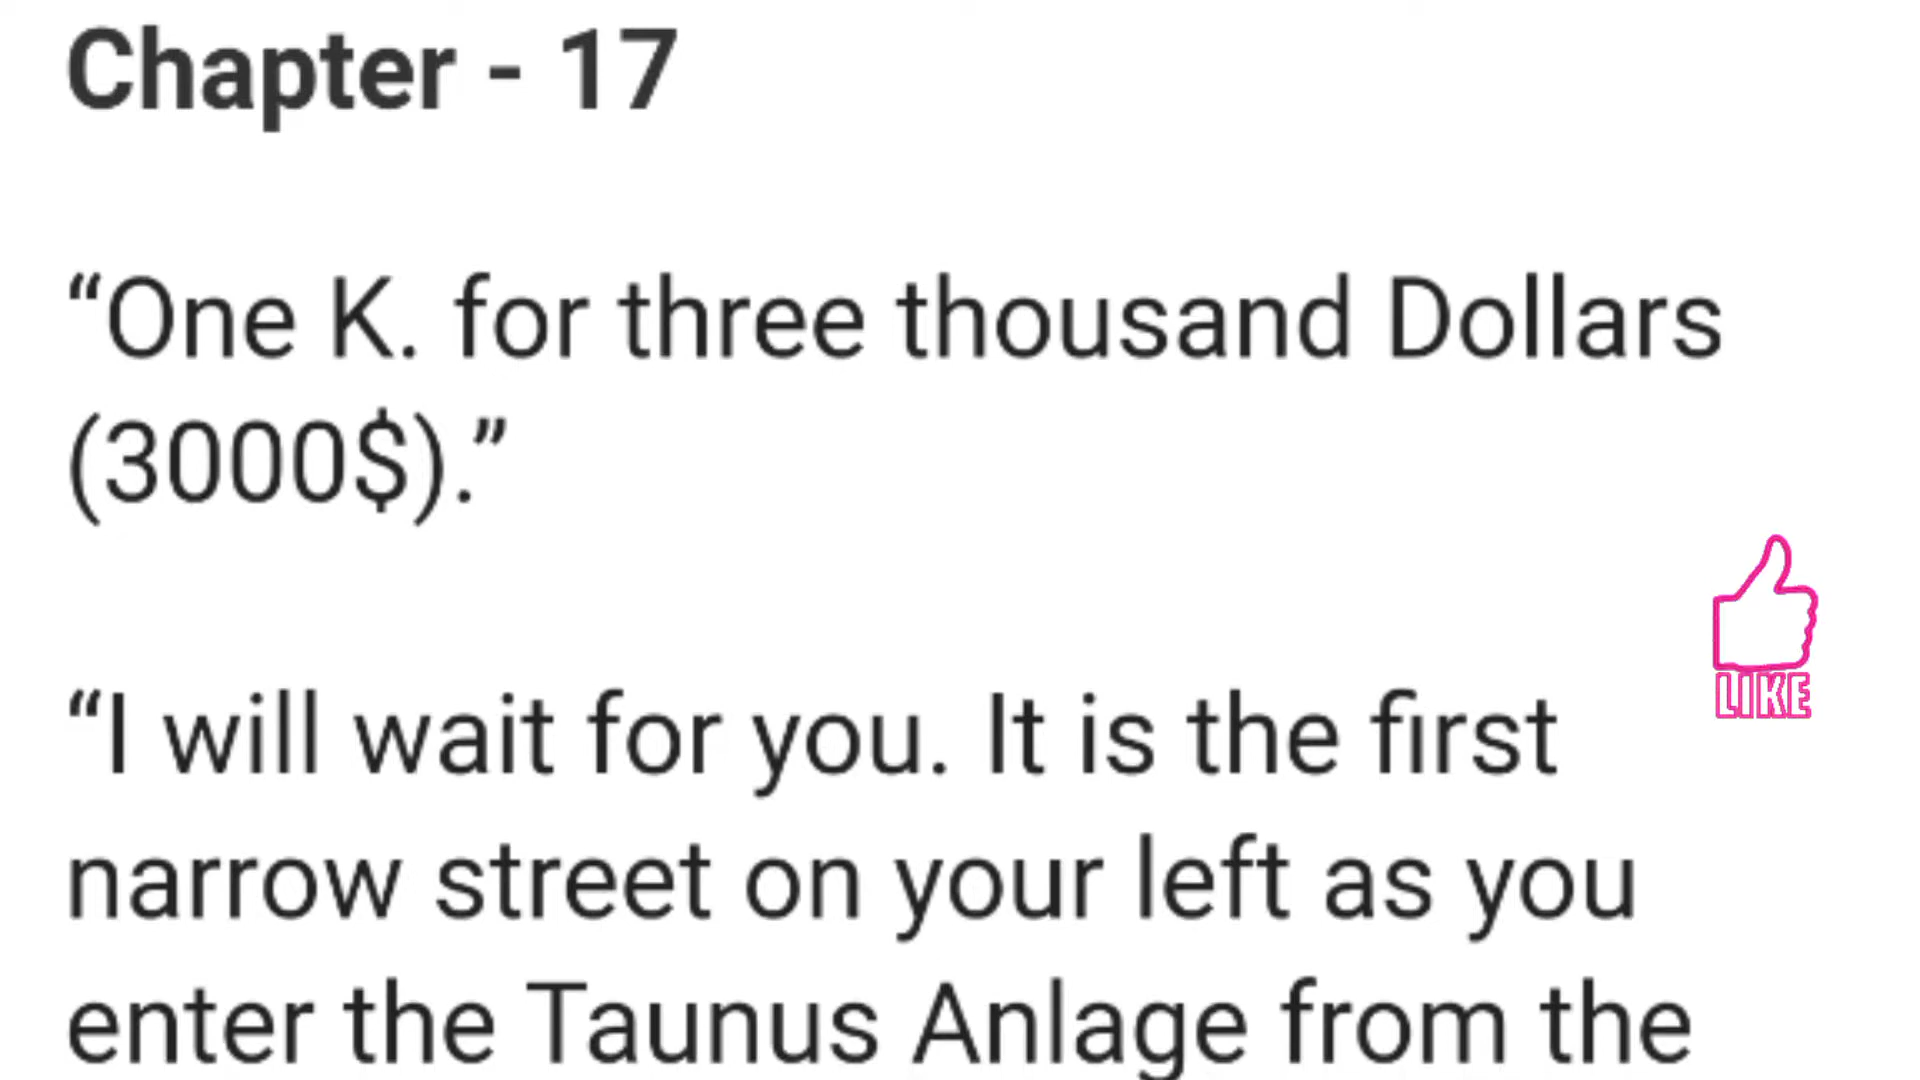 Chapter - 17
“One K. for three thousand Dollars
(3000$).”
“I will wait for you. It is the first
LIKE
narrow street on your left as you
enter the Taunus Anlage from the